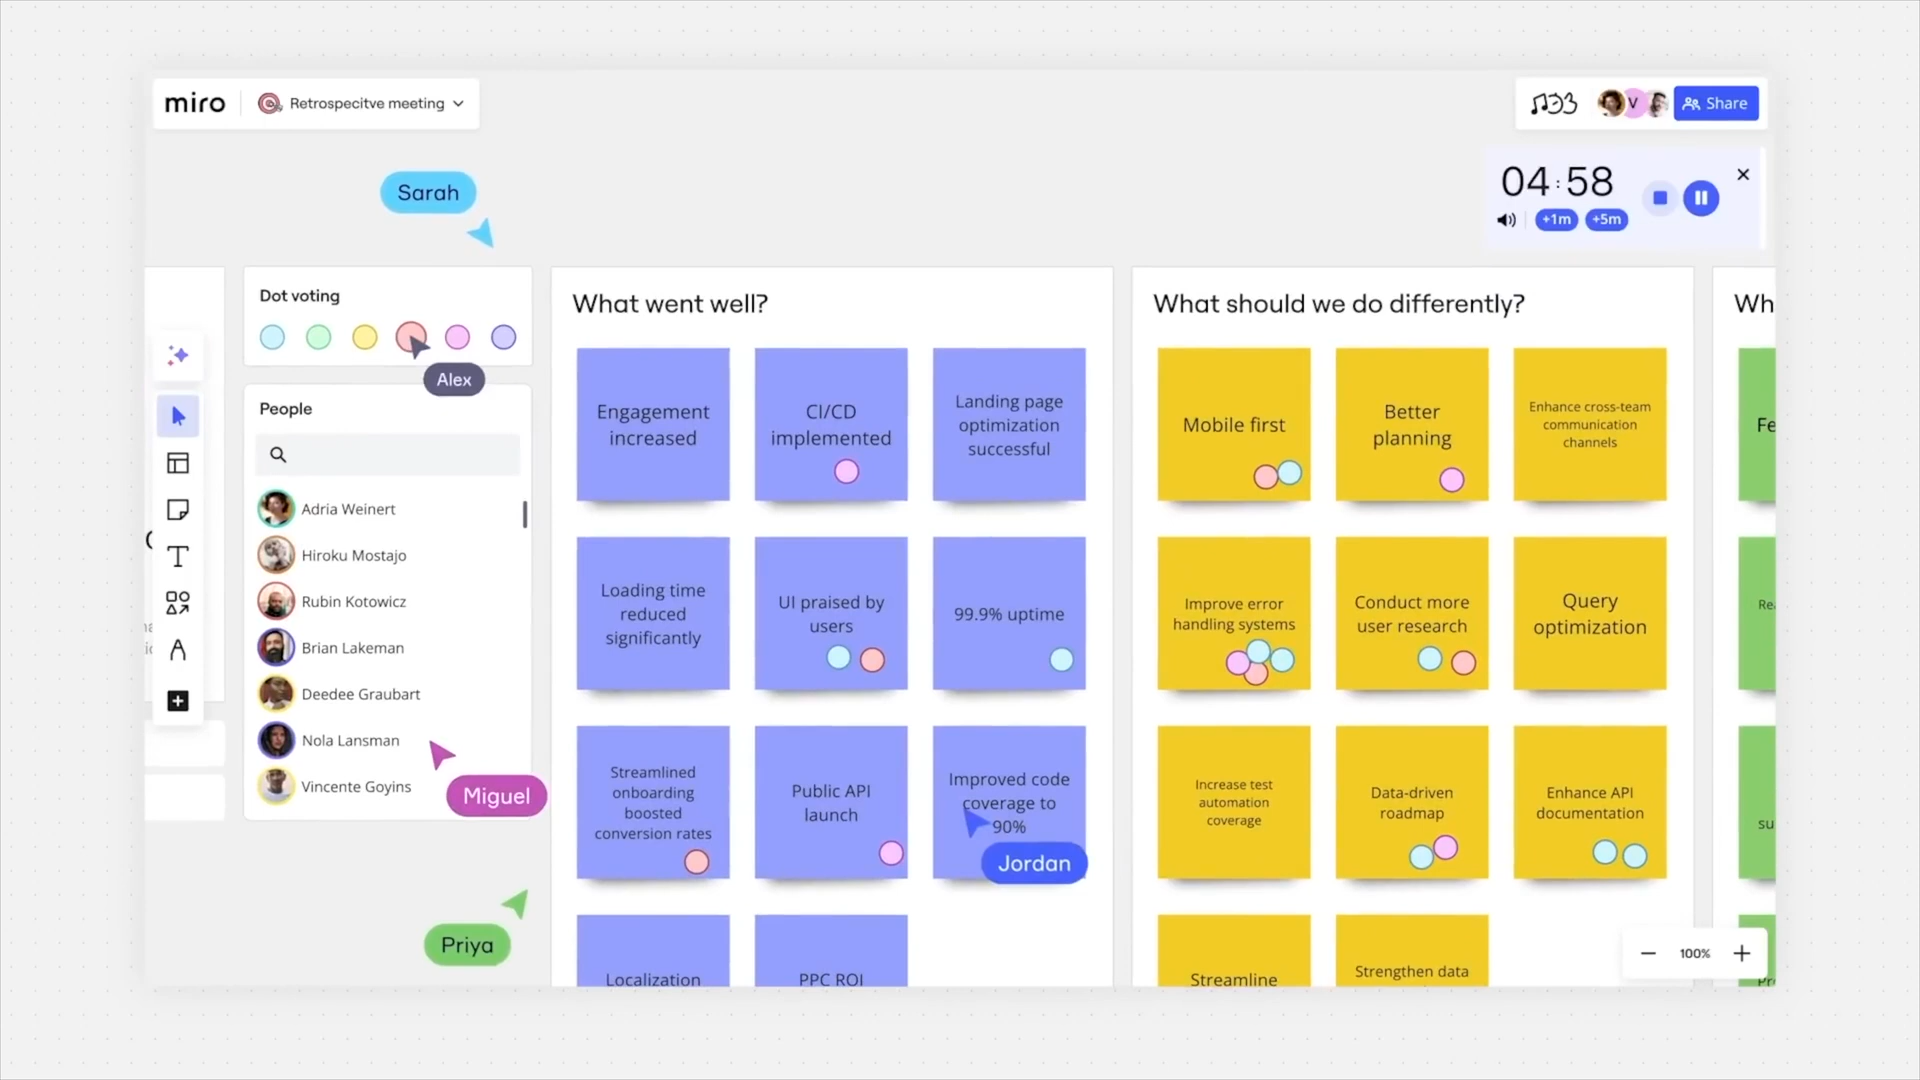 miro
Retrospecitve meeting
V
Share
04:58
+1m
+5m
Sarah
Dot voting
Alex
People
Adria Weinert
Hiroku Mostajo
Rubin Kotowicz
Brian Lakeman
Deedee Graubart
Nola Lansman
Vincente Goyins
Miguel
Priya
What went well?
Engagement
increased
CI/CD
implemented
Landing page
optimization
successful
Loading time
reduced
significantly
UI praised by
users
99.9% uptime
Streamlined
onboarding
boosted
conversion rates
Public API
launch
Improved code
coverage to
90%
Jordan
Localization
PPC ROI
What should we do differently?
Mobile first
Better
planning
Enhance cross-team
communication
channels
Improve error
handling systems
Conduct more
user research
Query
optimization
Increase test
automation
coverage
Data-driven
roadmap
Enhance API
documentation
Streamline
Strengthen data
Wh
Fe
su
100%